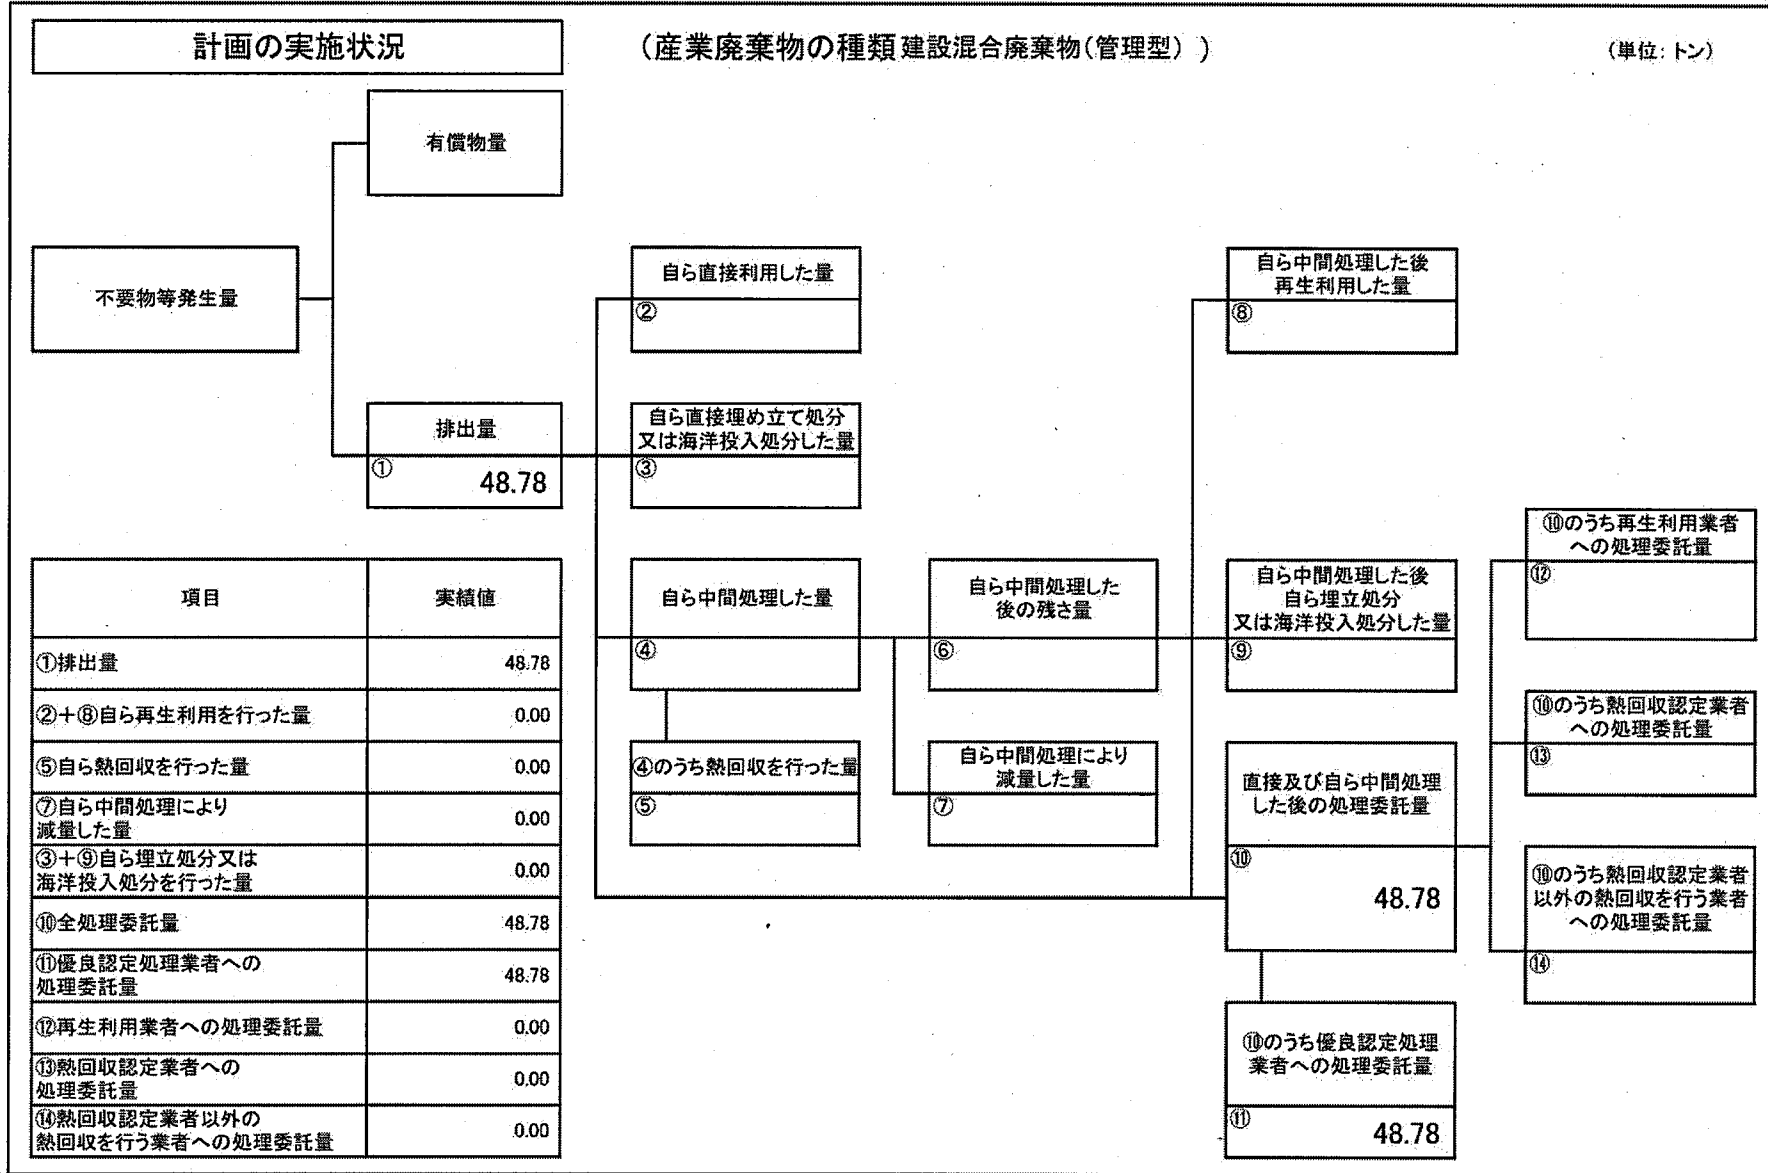 計画の実施状況
(産業廃棄物の種類 建設混合廃棄物(管理型) )
(単位: トン)
有償物量
不要物等発生量
排出量
① 48.78
自ら直接利用した量
②
自ら直接埋め立て処分
又は海洋投入処分した量
③
自ら中間処理した量
④
④のうち熱回収を行った量
⑤
自ら中間処理した
後の残さ量
⑥
自ら中間処理により
減量した量
⑦
自ら中間処理した後
再生利用した量
⑧
自ら中間処理した後
自ら埋立処分
又は海洋投入処分した量
⑨
直接及び自ら中間処理
した後の処理委託量
⑩
48.78
⑩のうち優良認定処理
業者への処理委託量
⑪ 48.78
⑩のうち再生利用業者
への処理委託量
⑫
⑩のうち熱回収認定業者
への処理委託量
⑬
⑩のうち熱回収認定業者
以外の熱回収を行う業者
への処理委託量
⑭
項目 実績値
①排出量 48.78
②+⑧自ら再生利用を行った量 0.00
⑤自ら熱回収を行った量 0.00
⑦自ら中間処理により
減量した量 0.00
③+⑨自ら埋立処分又は
海洋投入処分を行った量 0.00
⑩全処理委託量 48.78
⑪優良認定処理業者への
処理委託量 48.78
⑫再生利用業者への処理委託量 0.00
⑬熱回収認定業者への
処理委託量 0.00
⑭熱回収認定業者以外の
熱回収を行う業者への処理委託量 0.00